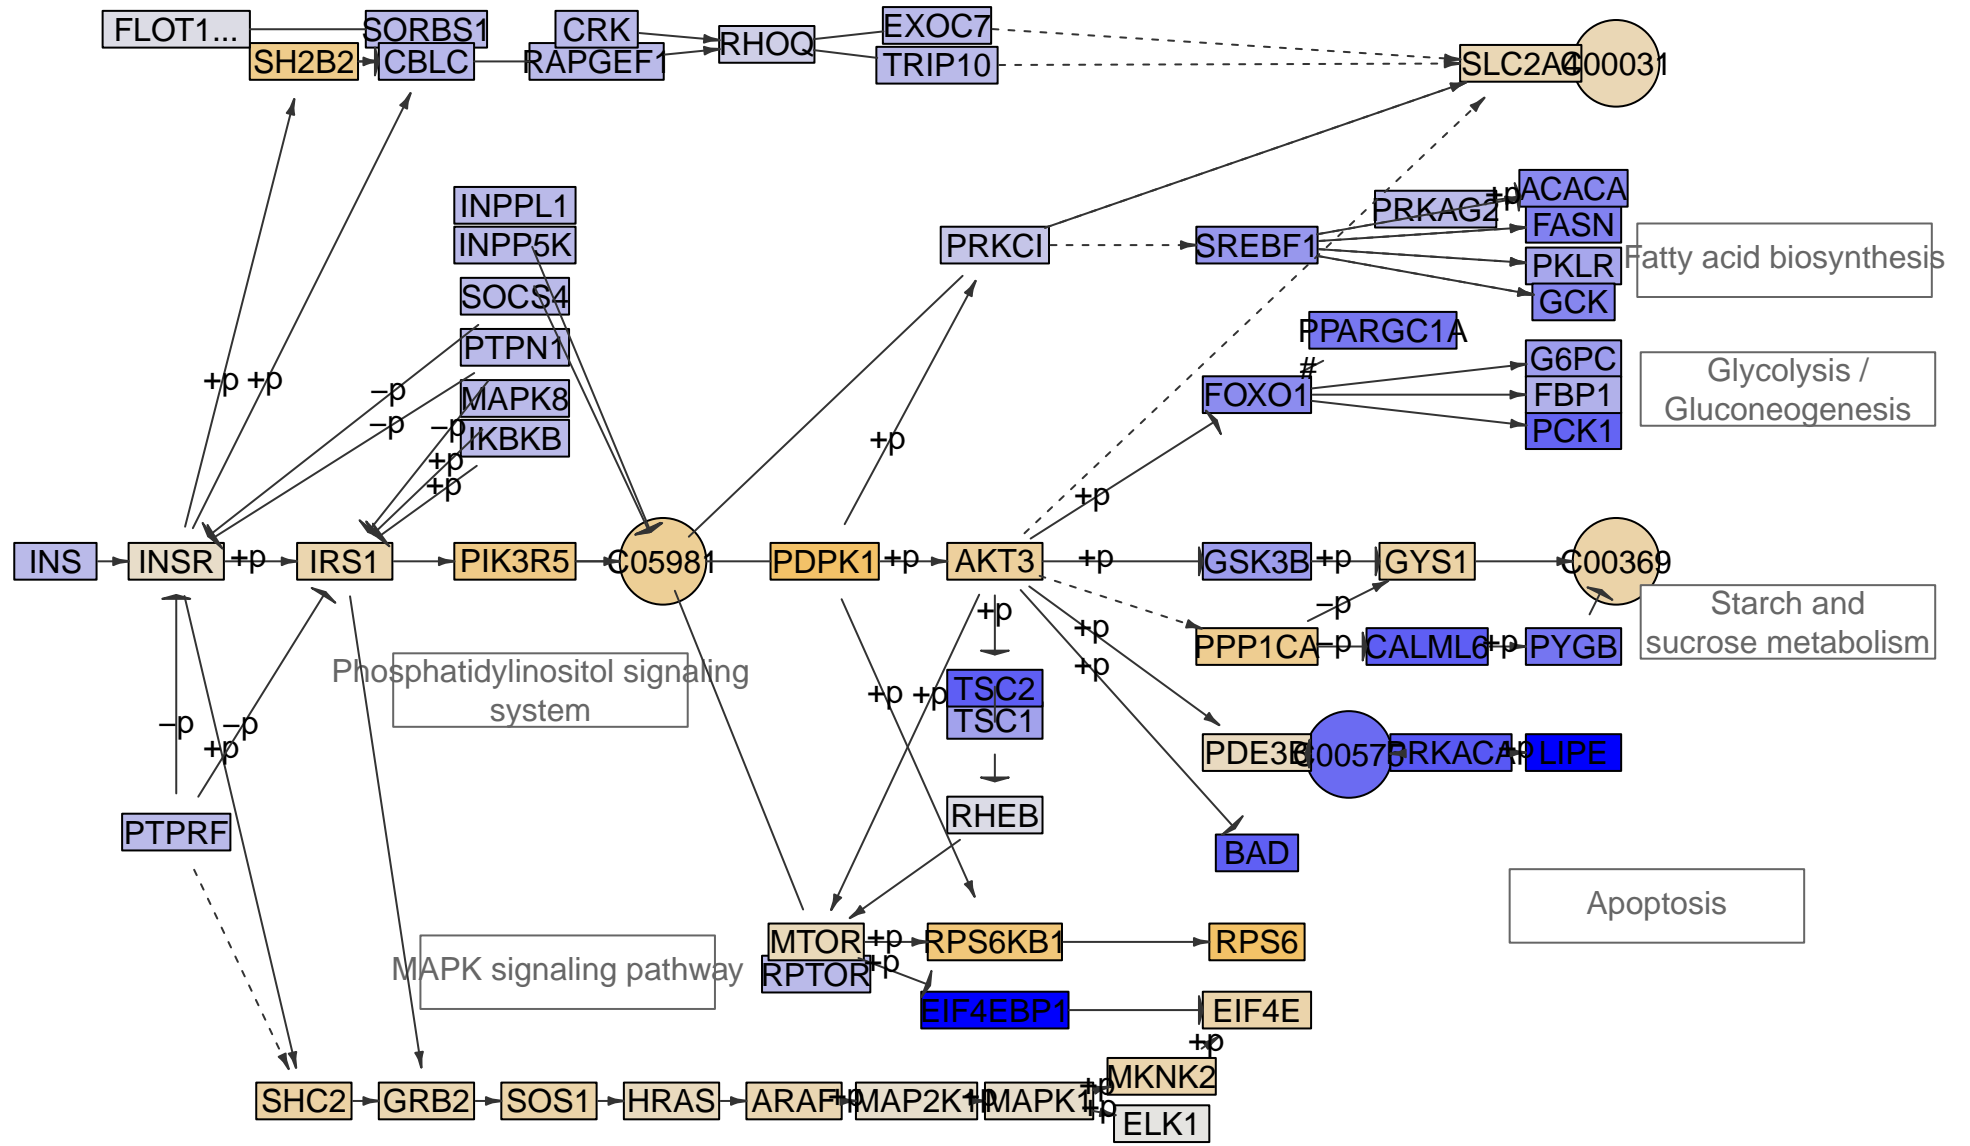 FLOT1...
SORBS1
CRK
EXOC7
SH2B2
CBLC
RAPGEF1
RHOQ
TRIP10
SLC2A4
C00031
INPPL1
INPP5K
SOCS4
PTPN1
MAPK8
IKBKB
PRKCI
SREBF1
PRKAG2
+p
ACACA
FASN
PKLR
GCK
Fatty acid biosynthesis
PPARGC1A
#
FOXO1
G6PC
FBP1
PCK1
Glycolysis /
Gluconeogenesis
+p
+p
−p
−p
−p
+p
+p
+p
+p
INS
INSR
+p
IRS1
PIK3R5
C05981
PDPK1
+p
AKT3
+p
GSK3B
+p
GYS1
C00369
−p
+p
+p
+p
PPP1CA
−p
CALML6
+p
PYGB
Starch and
sucrose metabolism
Phosphatidylinositol signaling
system
−p
+p
−p
+p
+p
TSC2
TSC1
PDE3B
C00575
PRKACA
+p
LIPE
PTPRF
RHEB
BAD
Apoptosis
MTOR
+p
RPS6KB1
RPS6
RPTOR
+p
MAPK signaling pathway
EIF4EBP1
EIF4E
+p
MKNK2
SHC2
GRB2
SOS1
HRAS
ARAF
+p
MAP2K1
+p
MAPK1
+p
+p
ELK1